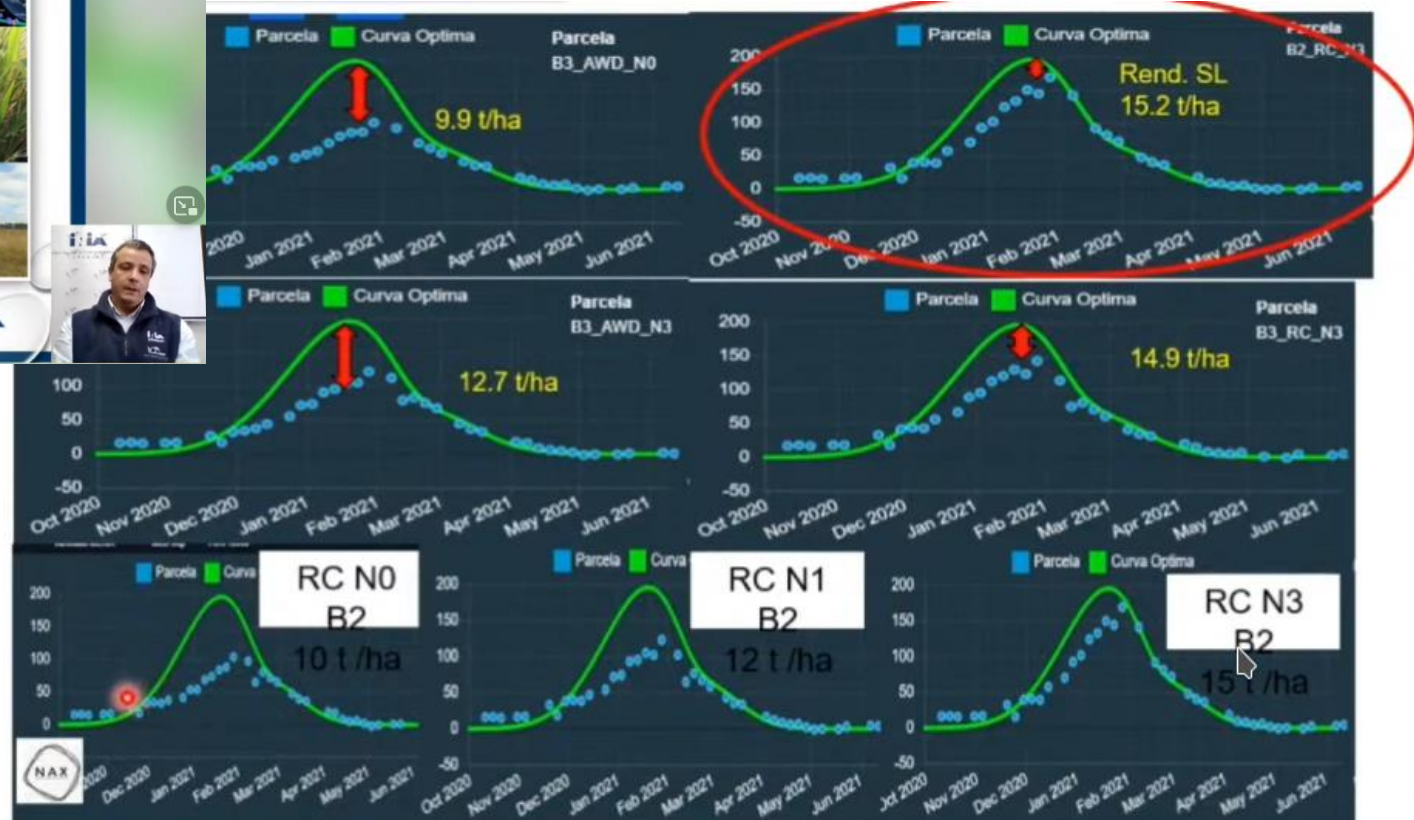 Parcela Curva Optima
Parcela
B3_AWD_N0
9.9 t/ha
2020 Jan 2021 Feb 2021 Mar 2021 Apr 2021 May 2021 Jun 2021
Parcela Curva Optima
Parcela
B2_RC_N3
Rend. SL
15.2 t/ha
200
150
100
50
0
-50
Oct 2020 Nov 2020 Dec 2020 Jan 2021 Feb 2021 Mar 2021 Apr 2021 May 2021 Jun 2021
Parcela Curva Optima
Parcela
B3_AWD_N3
12.7 t/ha
100
50
0
-50
Oct 2020 Nov 2020 Dec 2020 Jan 2021 Feb 2021 Mar 2021 Apr 2021 May 2021 Jun 2021
Parcela Curva Optima
Parcela
B3_RC_N3
14.9 t/ha
200
150
100
50
0
-50
Oct 2020 Nov 2020 Dec 2020 Jan 2021 Feb 2021 Mar 2021 Apr 2021 May 2021 Jun 2021
Parcela Curva
RC N0
B2
10 t /ha
200
150
100
50
0
NAX
2020 Dec 2020 Jan 2021 Feb 2021 Mar 2021 Apr 2021 May 2021 Jun 2021
Parcela Curva
RC N1
B2
12 t /ha
200
150
100
50
0
-50
Oct 2020 Nov 2020 Dec 2020 Jan 2021 Feb 2021 Mar 2021 Apr 2021 May 2021 Jun 2021
Parcela Curva Optima
RC N3
B2
15 t /ha
200
150
100
50
0
-50
Oct 2020 Nov 2020 Dec 2020 Jan 2021 Feb 2021 Mar 2021 Apr 2021 May 2021 Jun 2021